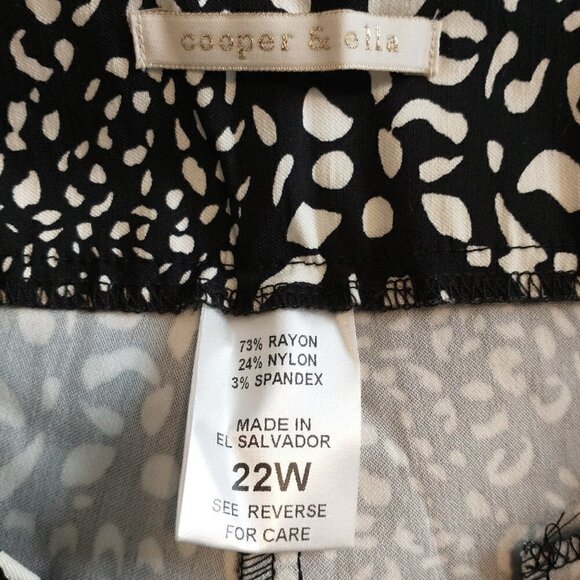 cooper & ella
73% RAYON
24% NYLON
3% SPANDEX
MADE IN
EL SALVADOR
22W
SEE REVERSE
FOR CARE